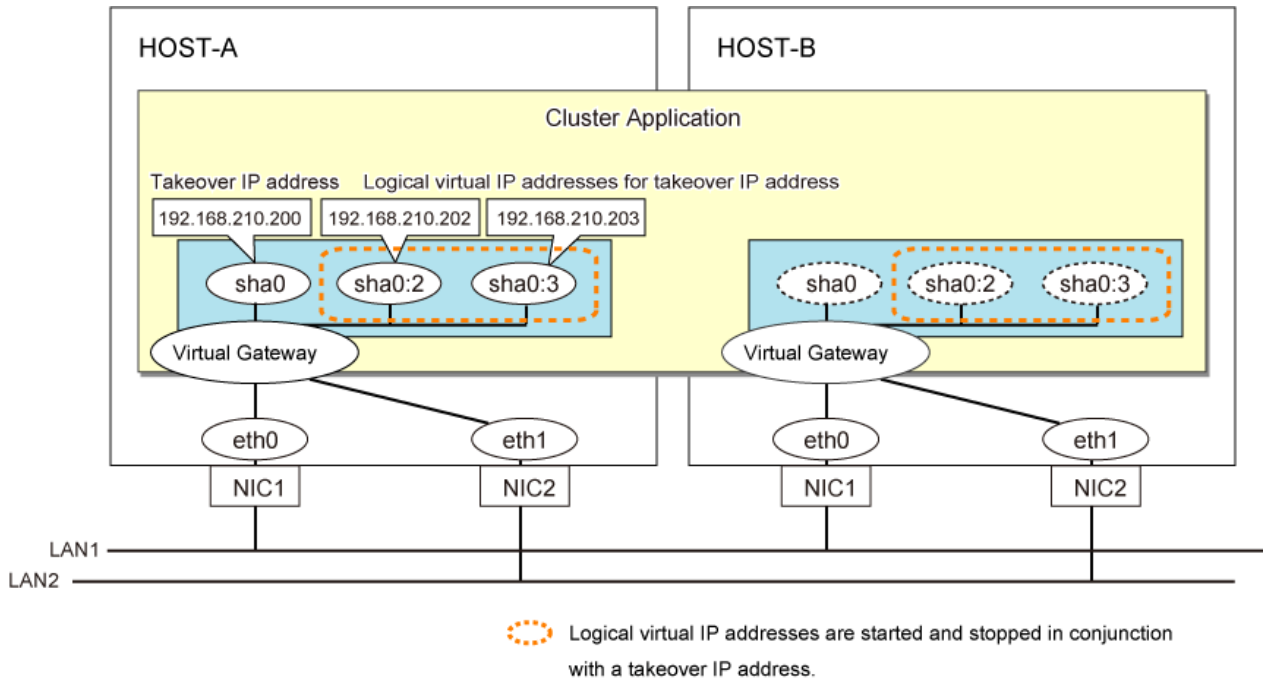 HOST-A
HOST-B
Cluster Application
Takeover IP address
Logical virtual IP addresses for takeover IP address
192.168.210.200
192.168.210.202
192.168.210.203
sha0
sha0:2
sha0:3
sha0
sha0:2
sha0:3
Virtual Gateway
Virtual Gateway
eth0
eth1
eth0
eth1
NIC1
NIC2
NIC1
NIC2
LAN1
LAN2
Logical virtual IP addresses are started and stopped in conjunction
with a takeover IP address.